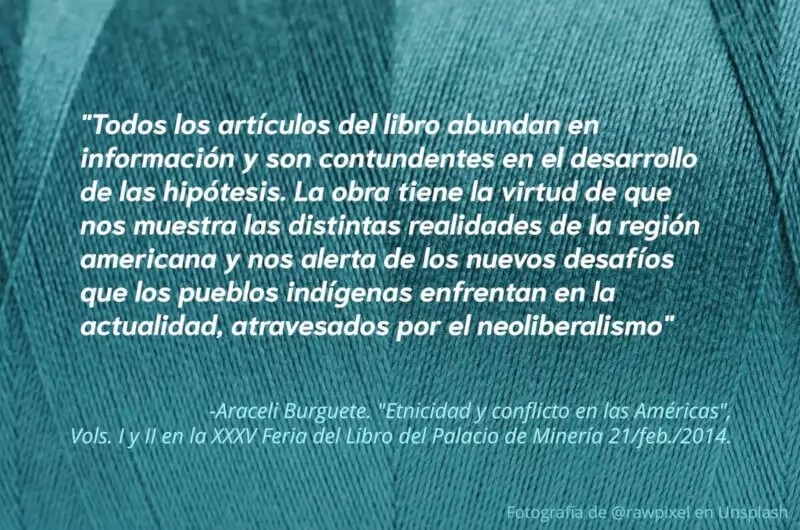 "Todos los artículos del libro abundan en
información y son contundentes en el desarrollo
de las hipótesis. La obra tiene la virtud de que
nos muestra las distintas realidades de la región
americana y nos alerta de los nuevos desafíos
que los pueblos indígenas enfrentan en la
actualidad, atravesados por el neoliberalismo"
-Araceli Burguete. "Etnicidad y conflicto en las Américas",
Vols. I y II en la XXXV Feria del Libro del Palacio de Minería 21/feb./2014.
Fotografía de @rawpixel en Unsplash